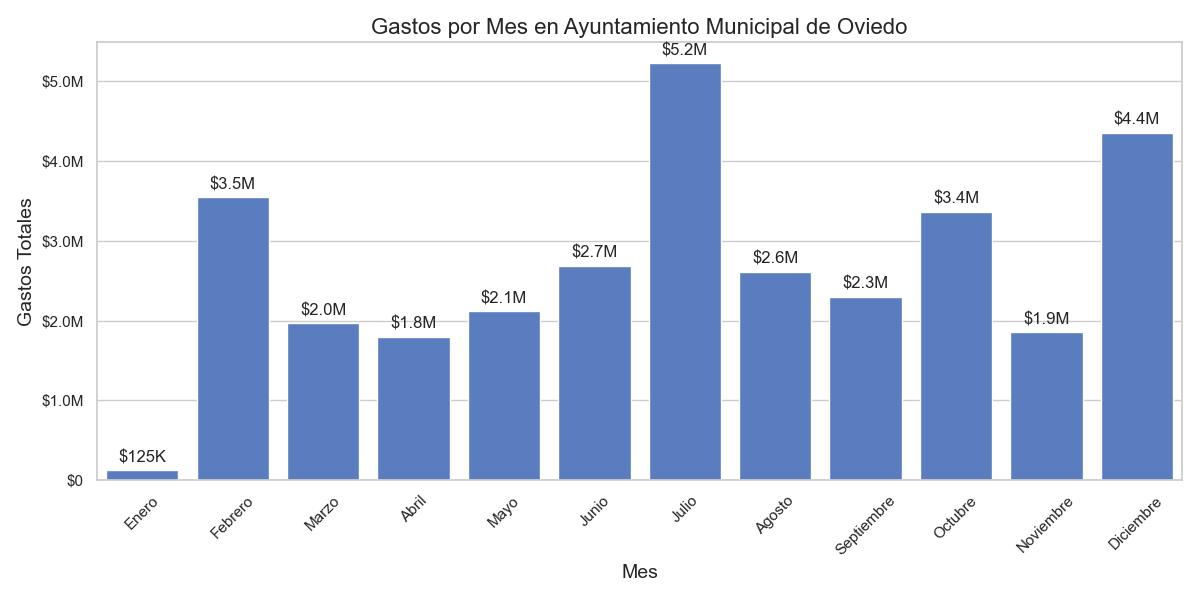 Gastos por Mes en Ayuntamiento Municipal de Oviedo
Gastos Totales
$5.0M
$4.0M
$3.0M
$2.0M
$1.0M
$0
$125K
$3.5M
$2.0M
$1.8M
$2.1M
$2.7M
$5.2M
$2.6M
$2.3M
$3.4M
$1.9M
$4.4M
Enero
Febrero
Marzo
Abril
Mayo
Junio
Julio
Agosto
Septiembre
Octubre
Noviembre
Diciembre
Mes